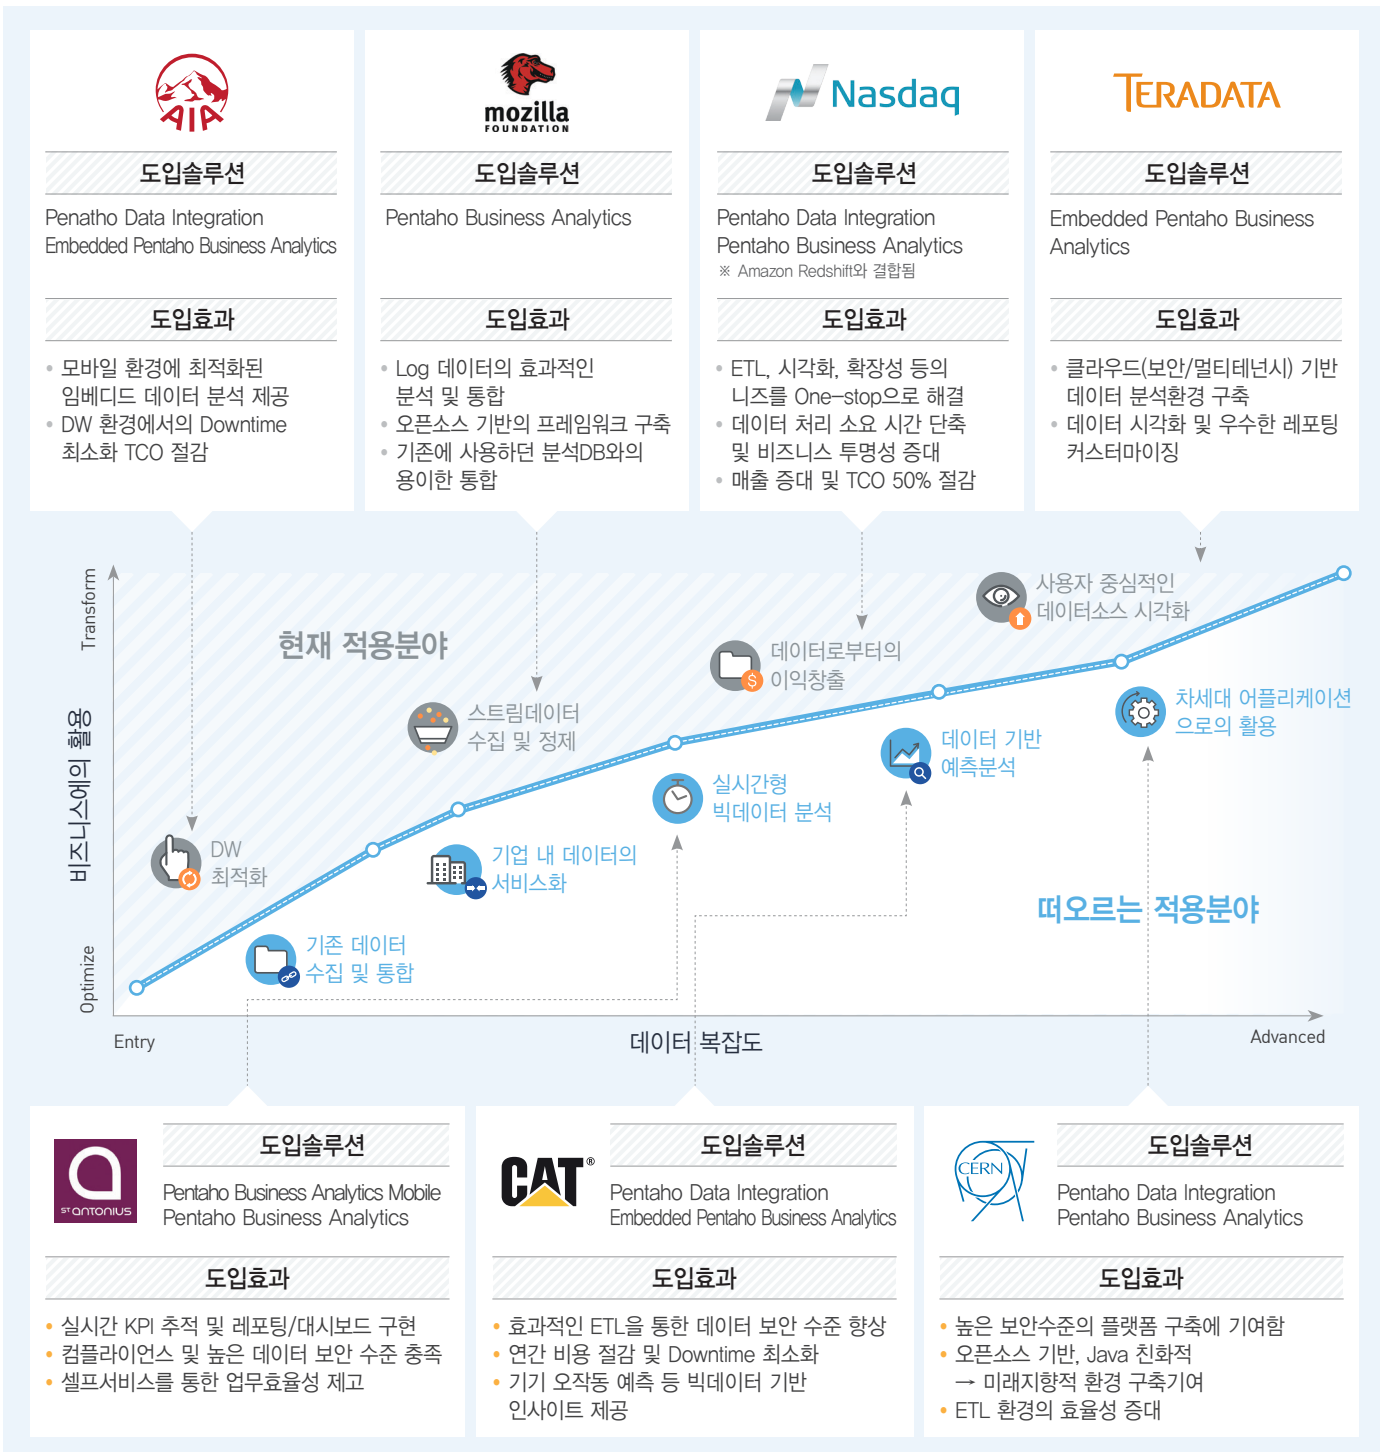 AIA
도입솔루션
Penatho Data Integration
Embedded Pentaho Business Analytics
도입효과
• 모바일 환경에 최적화된
임베디드 데이터 분석 제공
• DW 환경에서의 Downtime
최소화 TCO 절감
mozilla
FOUNDATION
도입솔루션
Pentaho Business Analytics
도입효과
• Log 데이터의 효과적인
분석 및 통합
• 오픈소스 기반의 프레임워크 구축
• 기존에 사용하던 분석DB와의
용이한 통합
Nasdaq
도입솔루션
Pentaho Data Integration
Pentaho Business Analytics
※ Amazon Redshift와 결합됨
도입효과
• ETL, 시각화, 확장성 등의
니즈를 One-stop으로 해결
• 데이터 처리 소요 시간 단축
및 비즈니스 투명성 증대
• 매출 증대 및 TCO 50% 절감
TERADATA
도입솔루션
Embedded Pentaho Business
Analytics
도입효과
• 클라우드(보안/멀티테넌시) 기반
데이터 분석환경 구축
• 데이터 시각화 및 우수한 레포팅
커스터마이징
Transform
비즈니스에의 활용
Optimize
현재 적용분야
사용자 중심적인
데이터소스 시각화
데이터로부터의
이익창출
스트림데이터
수집 및 정제
DW
최적화
차세대 어플리케이션
으로의 활용
데이터 기반
예측분석
실시간형
빅데이터 분석
기업 내 데이터의
서비스화
기존 데이터
수집 및 통합
떠오르는 적용분야
Entry
데이터 복잡도
Advanced
ST antonius
도입솔루션
Pentaho Business Analytics Mobile
Pentaho Business Analytics
도입효과
• 실시간 KPI 추적 및 레포팅/대시보드 구현
• 컴플라이언스 및 높은 데이터 보안 수준 충족
• 셀프서비스를 통한 업무효율성 제고
CAT®
도입솔루션
Pentaho Data Integration
Embedded Pentaho Business Analytics
도입효과
• 효과적인 ETL을 통한 데이터 보안 수준 향상
• 연간 비용 절감 및 Downtime 최소화
• 기기 오작동 예측 등 빅데이터 기반
인사이트 제공
CERN
도입솔루션
Pentaho Data Integration
Pentaho Business Analytics
도입효과
• 높은 보안수준의 플랫폼 구축에 기여함
• 오픈소스 기반, Java 친화적
→ 미래지향적 환경 구축기여
• ETL 환경의 효율성 증대